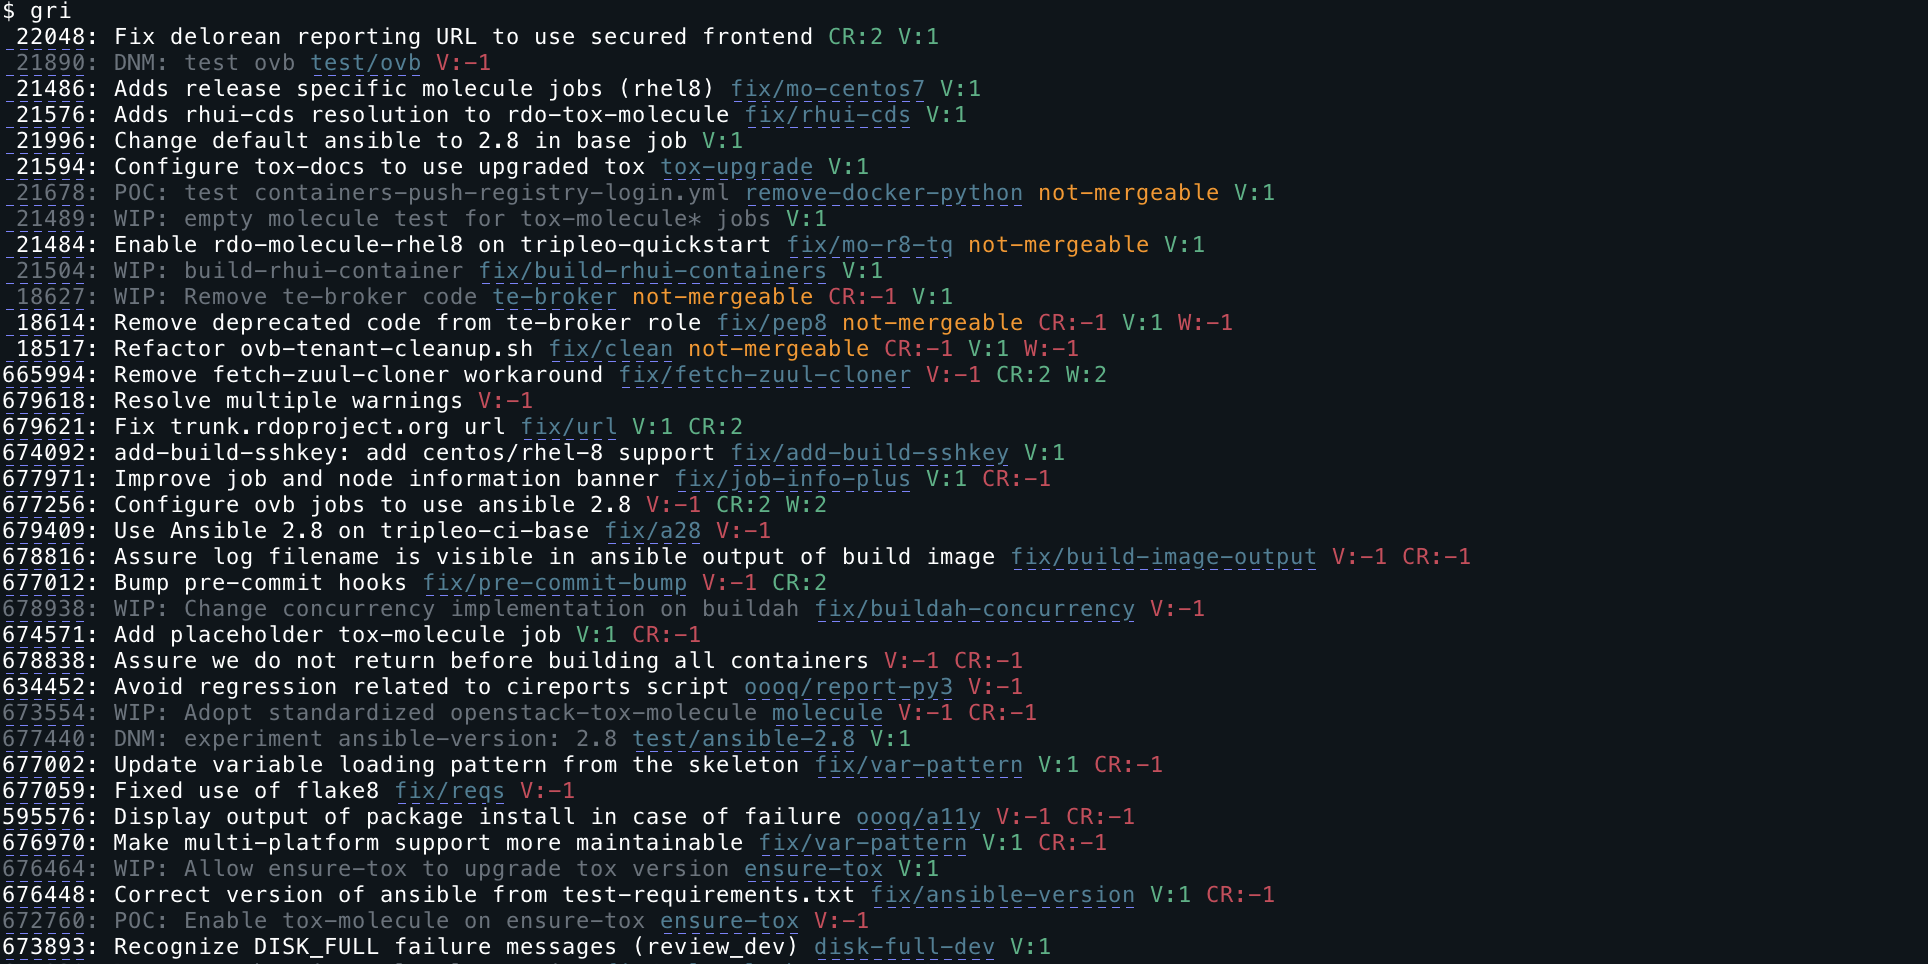 $ gri
22048: Fix delorean reporting URL to use secured frontend CR:2 V:1
21890: DNM: test ovb test/ovb V:-1
21486: Adds release specific molecule jobs (rhel8) fix/mo-centos7 V:1
21576: Adds rhui-cds resolution to rdo-tox-molecule fix/rhui-cds V:1
21996: Change default ansible to 2.8 in base job V:1
21594: Configure tox-docs to use upgraded tox tox-upgrade V:1
21678: POC: test containers-push-registry-login.yml remove-docker-python not-mergeable V:1
21489: WIP: empty molecule test for tox-molecule* jobs V:1
21484: Enable rdo-molecule-rhel8 on tripleo-quickstart fix/mo-r8-tq not-mergeable V:1
21504: WIP: build-rhui-container fix/build-rhui-containers V:1
18627: WIP: Remove te-broker code te-broker not-mergeable CR:-1 V:1
18614: Remove deprecated code from te-broker role fix/pep8 not-mergeable CR:-1 V:1 W:-1
18517: Refactor ovb-tenant-cleanup.sh fix/clean not-mergeable CR:-1 V:1 W:-1
665994: Remove fetch-zuul-cloner workaround fix/fetch-zuul-cloner V:-1 CR:2 W:2
679618: Resolve multiple warnings V:-1
679621: Fix trunk.rdoproject.org url fix/url V:1 CR:2
674092: add-build-sshkey: add centos/rhel-8 support fix/add-build-sshkey V:1
677971: Improve job and node information banner fix/job-info-plus V:1 CR:-1
677256: Configure ovb jobs to use ansible 2.8 V:-1 CR:2 W:2
679409: Use Ansible 2.8 on tripleo-ci-base fix/a28 V:-1
678816: Assure log filename is visible in ansible output of build image fix/build-image-output V:-1 CR:-1
677012: Bump pre-commit hooks fix/pre-commit-bump V:-1 CR:2
678938: WIP: Change concurrency implementation on buildah fix/buildah-concurrency V:-1
674571: Add placeholder tox-molecule job V:1 CR:-1
678838: Assure we do not return before building all containers V:-1 CR:-1
634452: Avoid regression related to cireports script oooq/report-py3 V:-1
673554: WIP: Adopt standardized openstack-tox-molecule molecule V:-1 CR:-1
677440: DNM: experiment ansible-version: 2.8 test/ansible-2.8 V:1
677002: Update variable loading pattern from the skeleton fix/var-pattern V:1 CR:-1
677059: Fixed use of flake8 fix/reqs V:-1
595576: Display output of package install in case of failure oooq/a11y V:-1 CR:-1
676970: Make multi-platform support more maintainable fix/var-pattern V:1 CR:-1
676464: WIP: Allow ensure-tox to upgrade tox version ensure-tox V:1
676448: Correct version of ansible from test-requirements.txt fix/ansible-version V:1 CR:-1
672760: POC: Enable tox-molecule on ensure-tox ensure-tox V:-1
673893: Recognize DISK_FULL failure messages (review_dev) disk-full-dev V:1